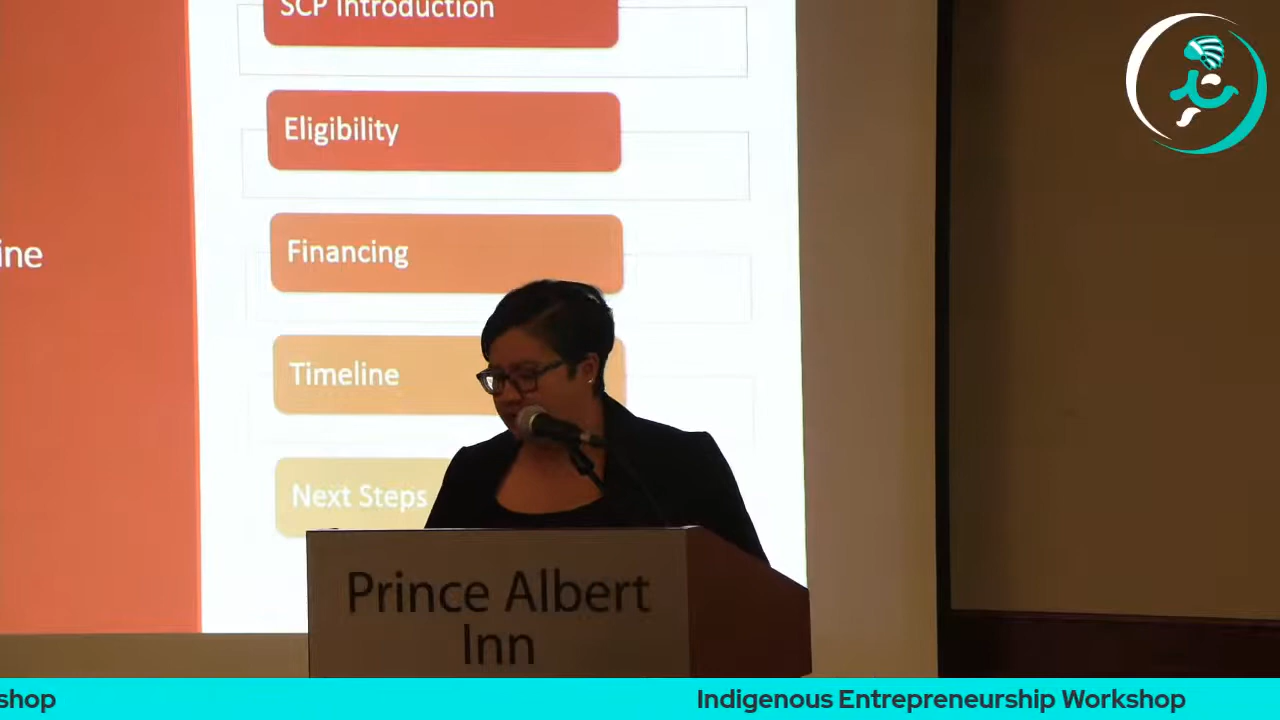 SCP Introduction
Eligibility
ine
Financing
Timeline
Next Steps
Prince Albert
Inn
shop
Indigenous Entrepreneurship Workshop